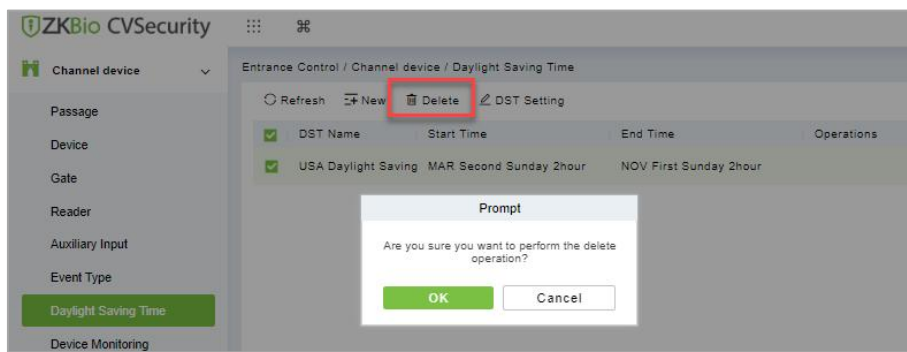 ZKBio CVSecurity
Channel device
Entrance Control / Channel device / Daylight Saving Time
Refresh New Delete DST Setting
Passage
DST Name Start Time End Time Operations
Device
USA Daylight Saving MAR Second Sunday 2hour NOV First Sunday 2hour
Gate
Reader
Auxiliary Input
Event Type
Daylight Saving Time
Device Monitoring
Prompt
Are you sure you want to perform the delete
operation?
OK Cancel